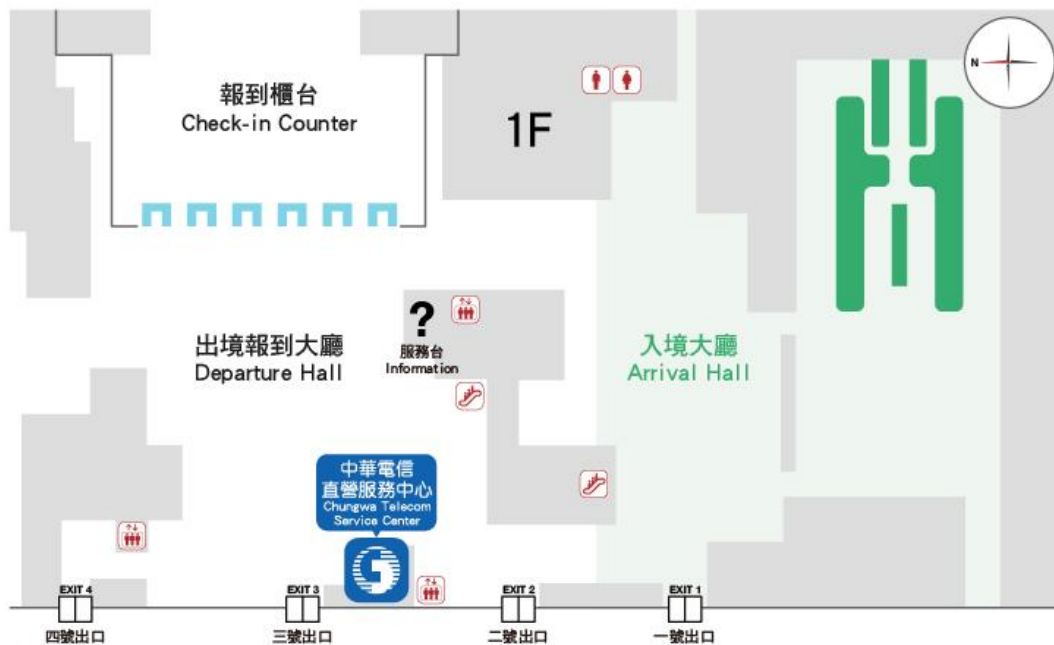 報到櫃台
Check-in Counter
1F
N
出境報到大廳
Departure Hall
?
服務台
Information
入境大廳
Arrival Hall
中華電信
直營服務中心
Chungwa Telecom
Service Center
EXIT 4
EXIT 3
EXIT 2
EXIT 1
四號出口
三號出口
二號出口
一號出口